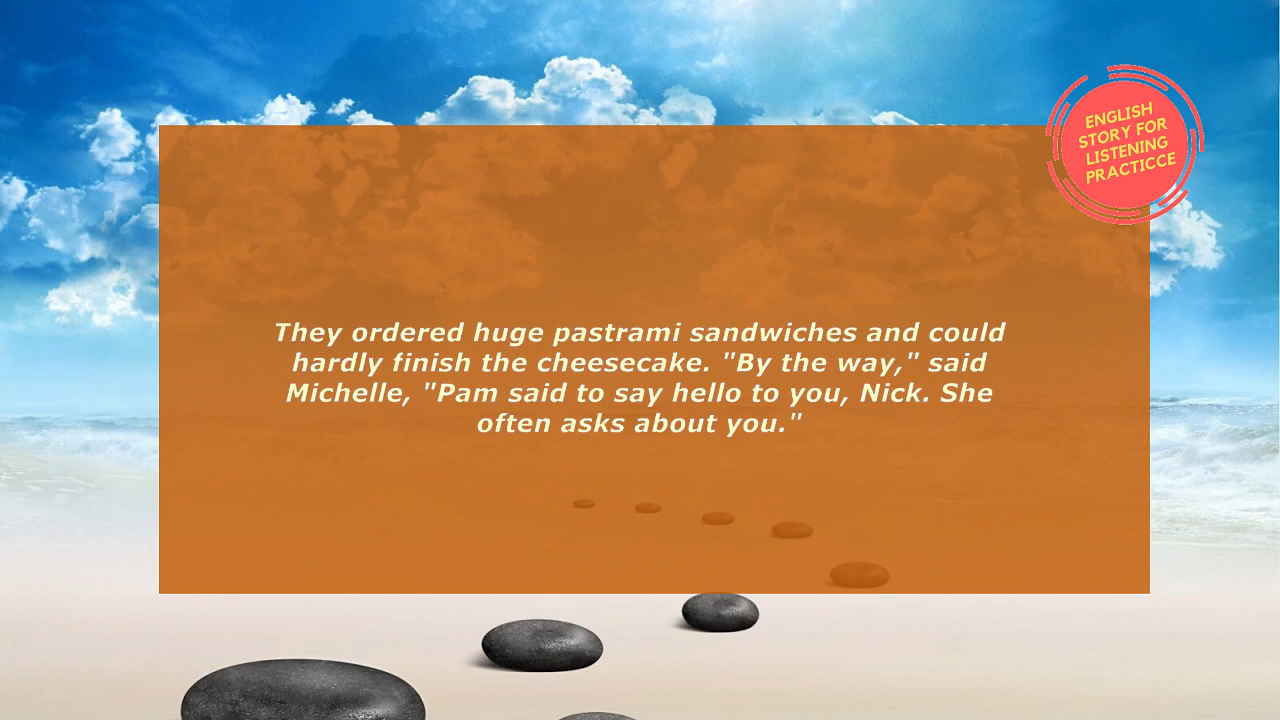 ENGLISH
STORY FOR
LISTENING
PRACTICCE
They ordered huge pastrami sandwiches and could
hardly finish the cheesecake. "By the way," said
Michelle, "Pam said to say hello to you, Nick. She
often asks about you."